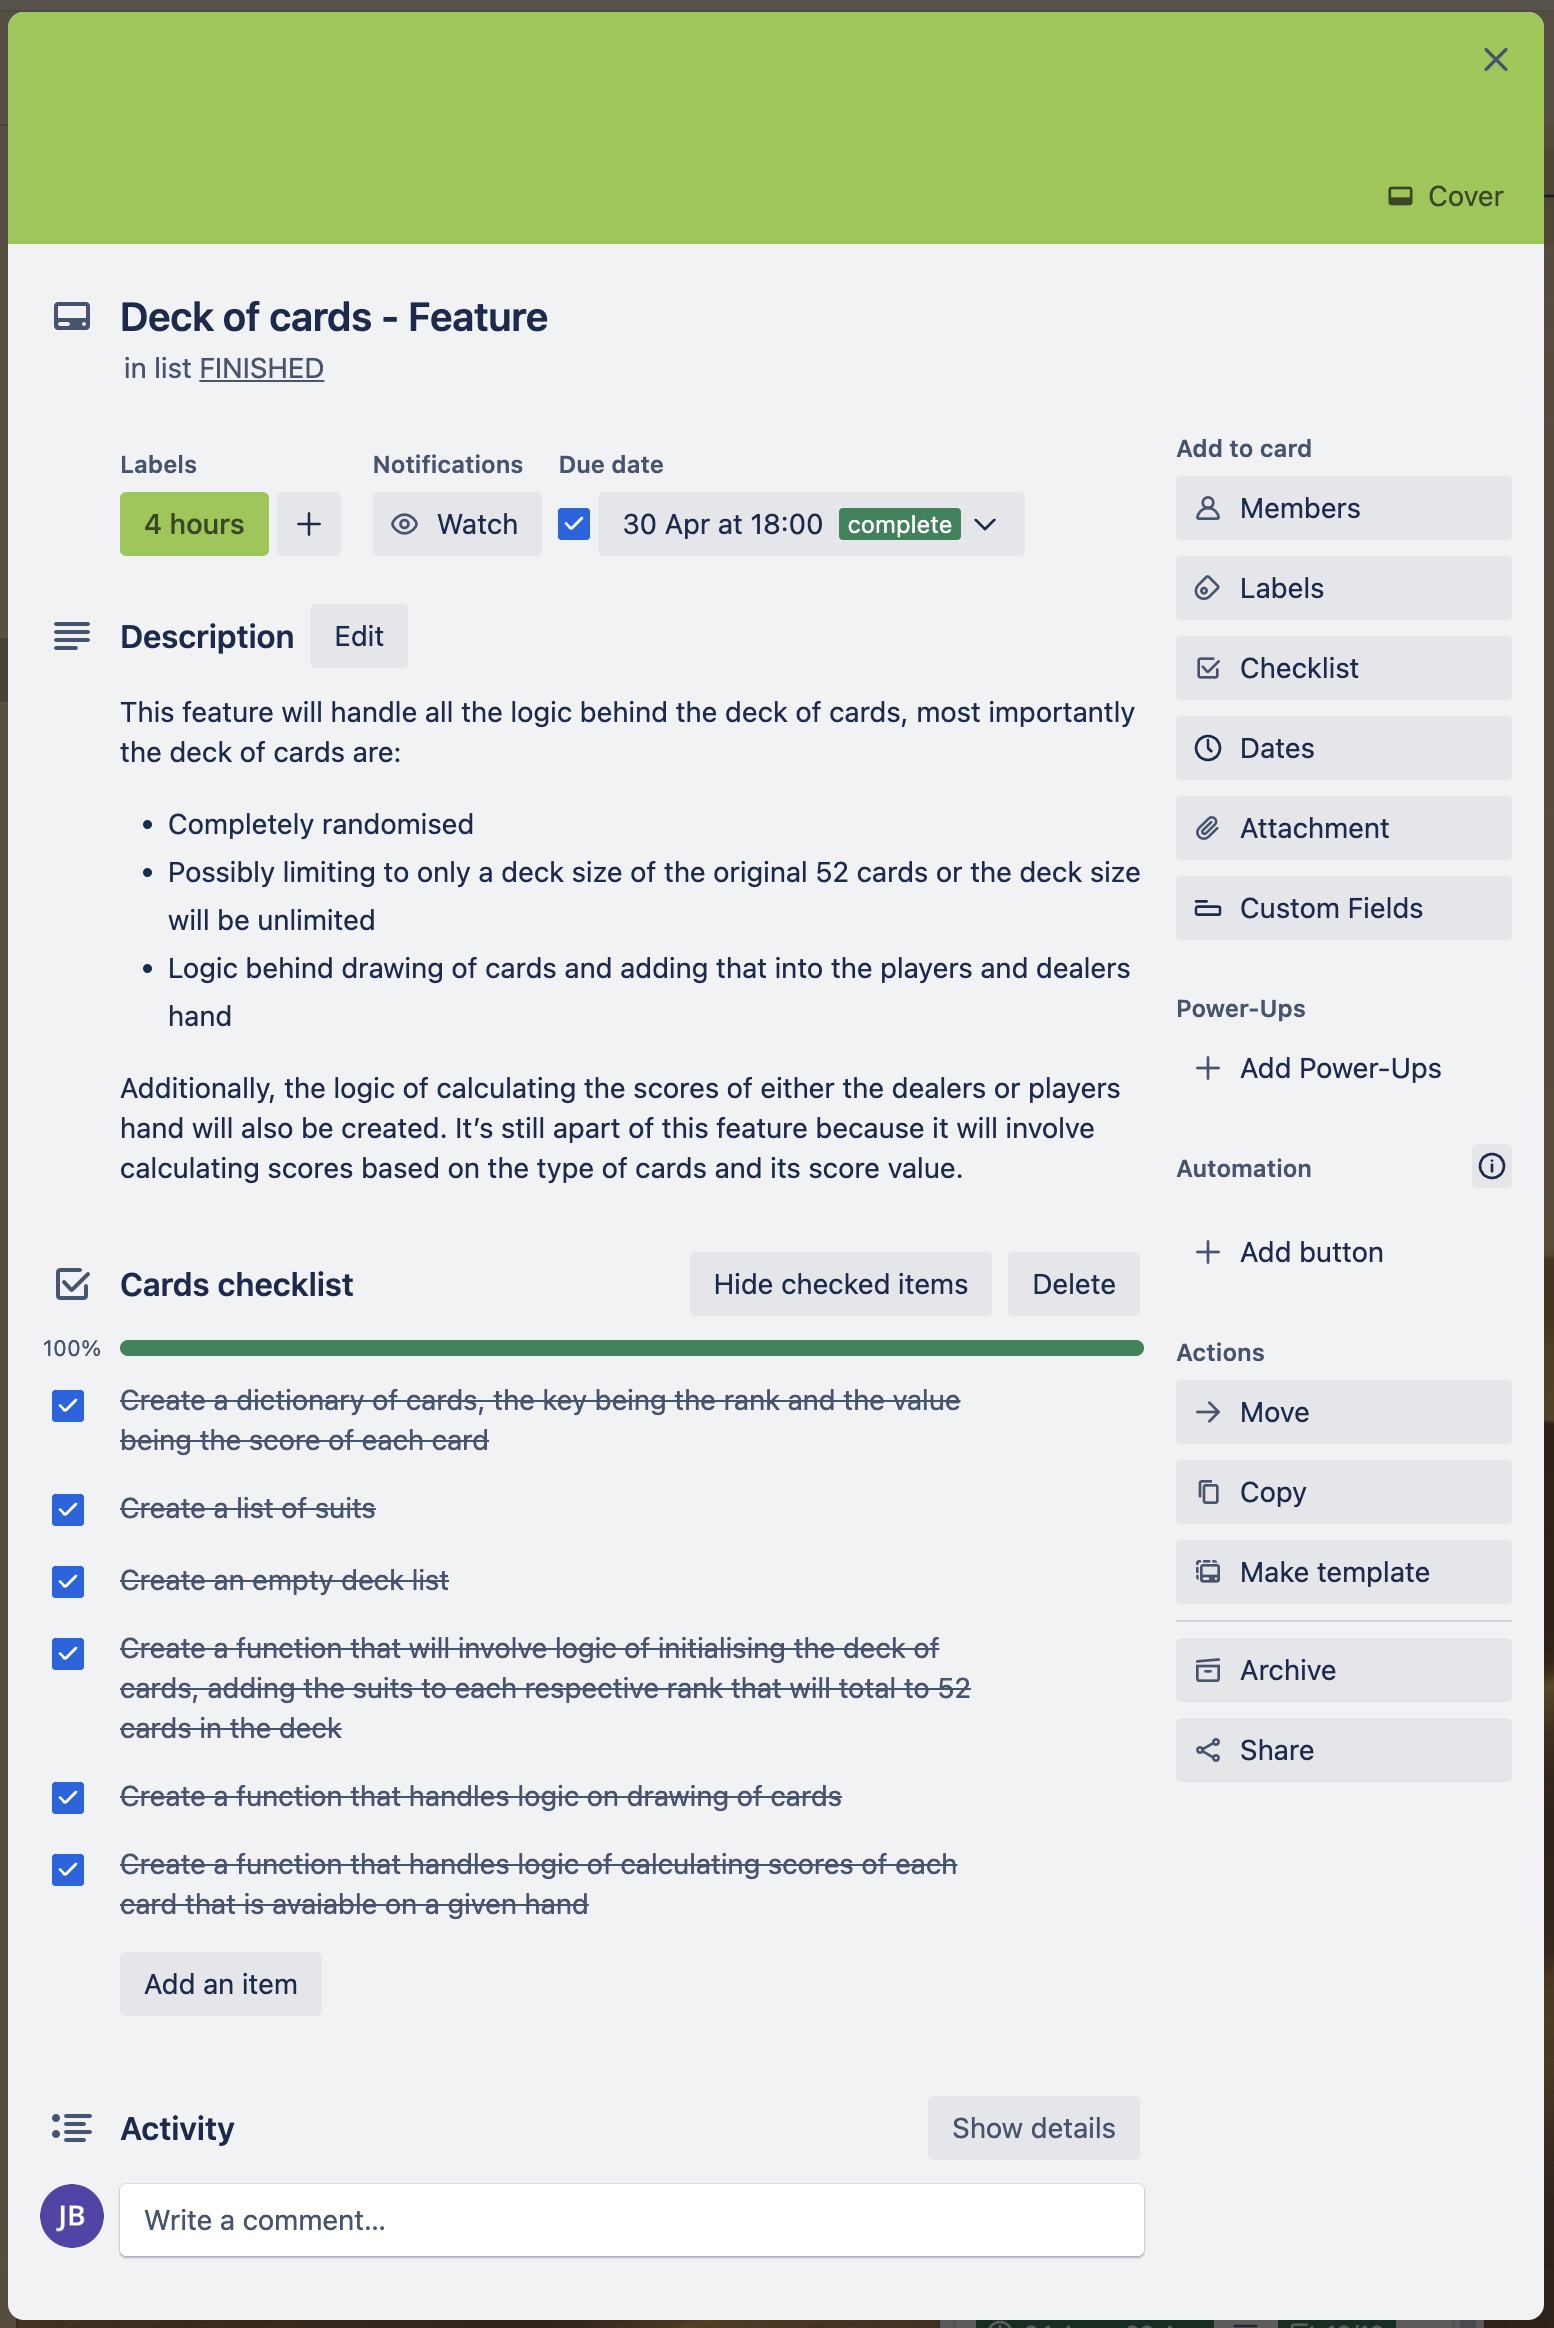 Cover
Deck of cards - Feature
in list FINISHED
Labels
Notifications
Due date
4 hours
Watch
30 Apr at 18:00 complete
Description
Edit
This feature will handle all the logic behind the deck of cards, most importantly
the deck of cards are:
• Completely randomised
• Possibly limiting to only a deck size of the original 52 cards or the deck size
will be unlimited
• Logic behind drawing of cards and adding that into the players and dealers
hand
Additionally, the logic of calculating the scores of either the dealers or players
hand will also be created. It’s still apart of this feature because it will involve
calculating scores based on the type of cards and its score value.
Cards checklist
Hide checked items
Delete
100%
Create a dictionary of cards, the key being the rank and the value
being the score of each card
Create a list of suits
Create an empty deck list
Create a function that will involve logic of initialising the deck of
cards, adding the suits to each respective rank that will total to 52
cards in the deck
Create a function that handles logic on drawing of cards
Create a function that handles logic of calculating scores of each
card that is avaiable on a given hand
Add an item
Activity
Show details
JB
Write a comment...
Add to card
Members
Labels
Checklist
Dates
Attachment
Custom Fields
Power-Ups
Add Power-Ups
Automation
Add button
Actions
Move
Copy
Make template
Archive
Share